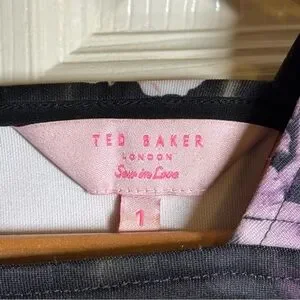 TED BAKER
LONDON
Sew in Love
1